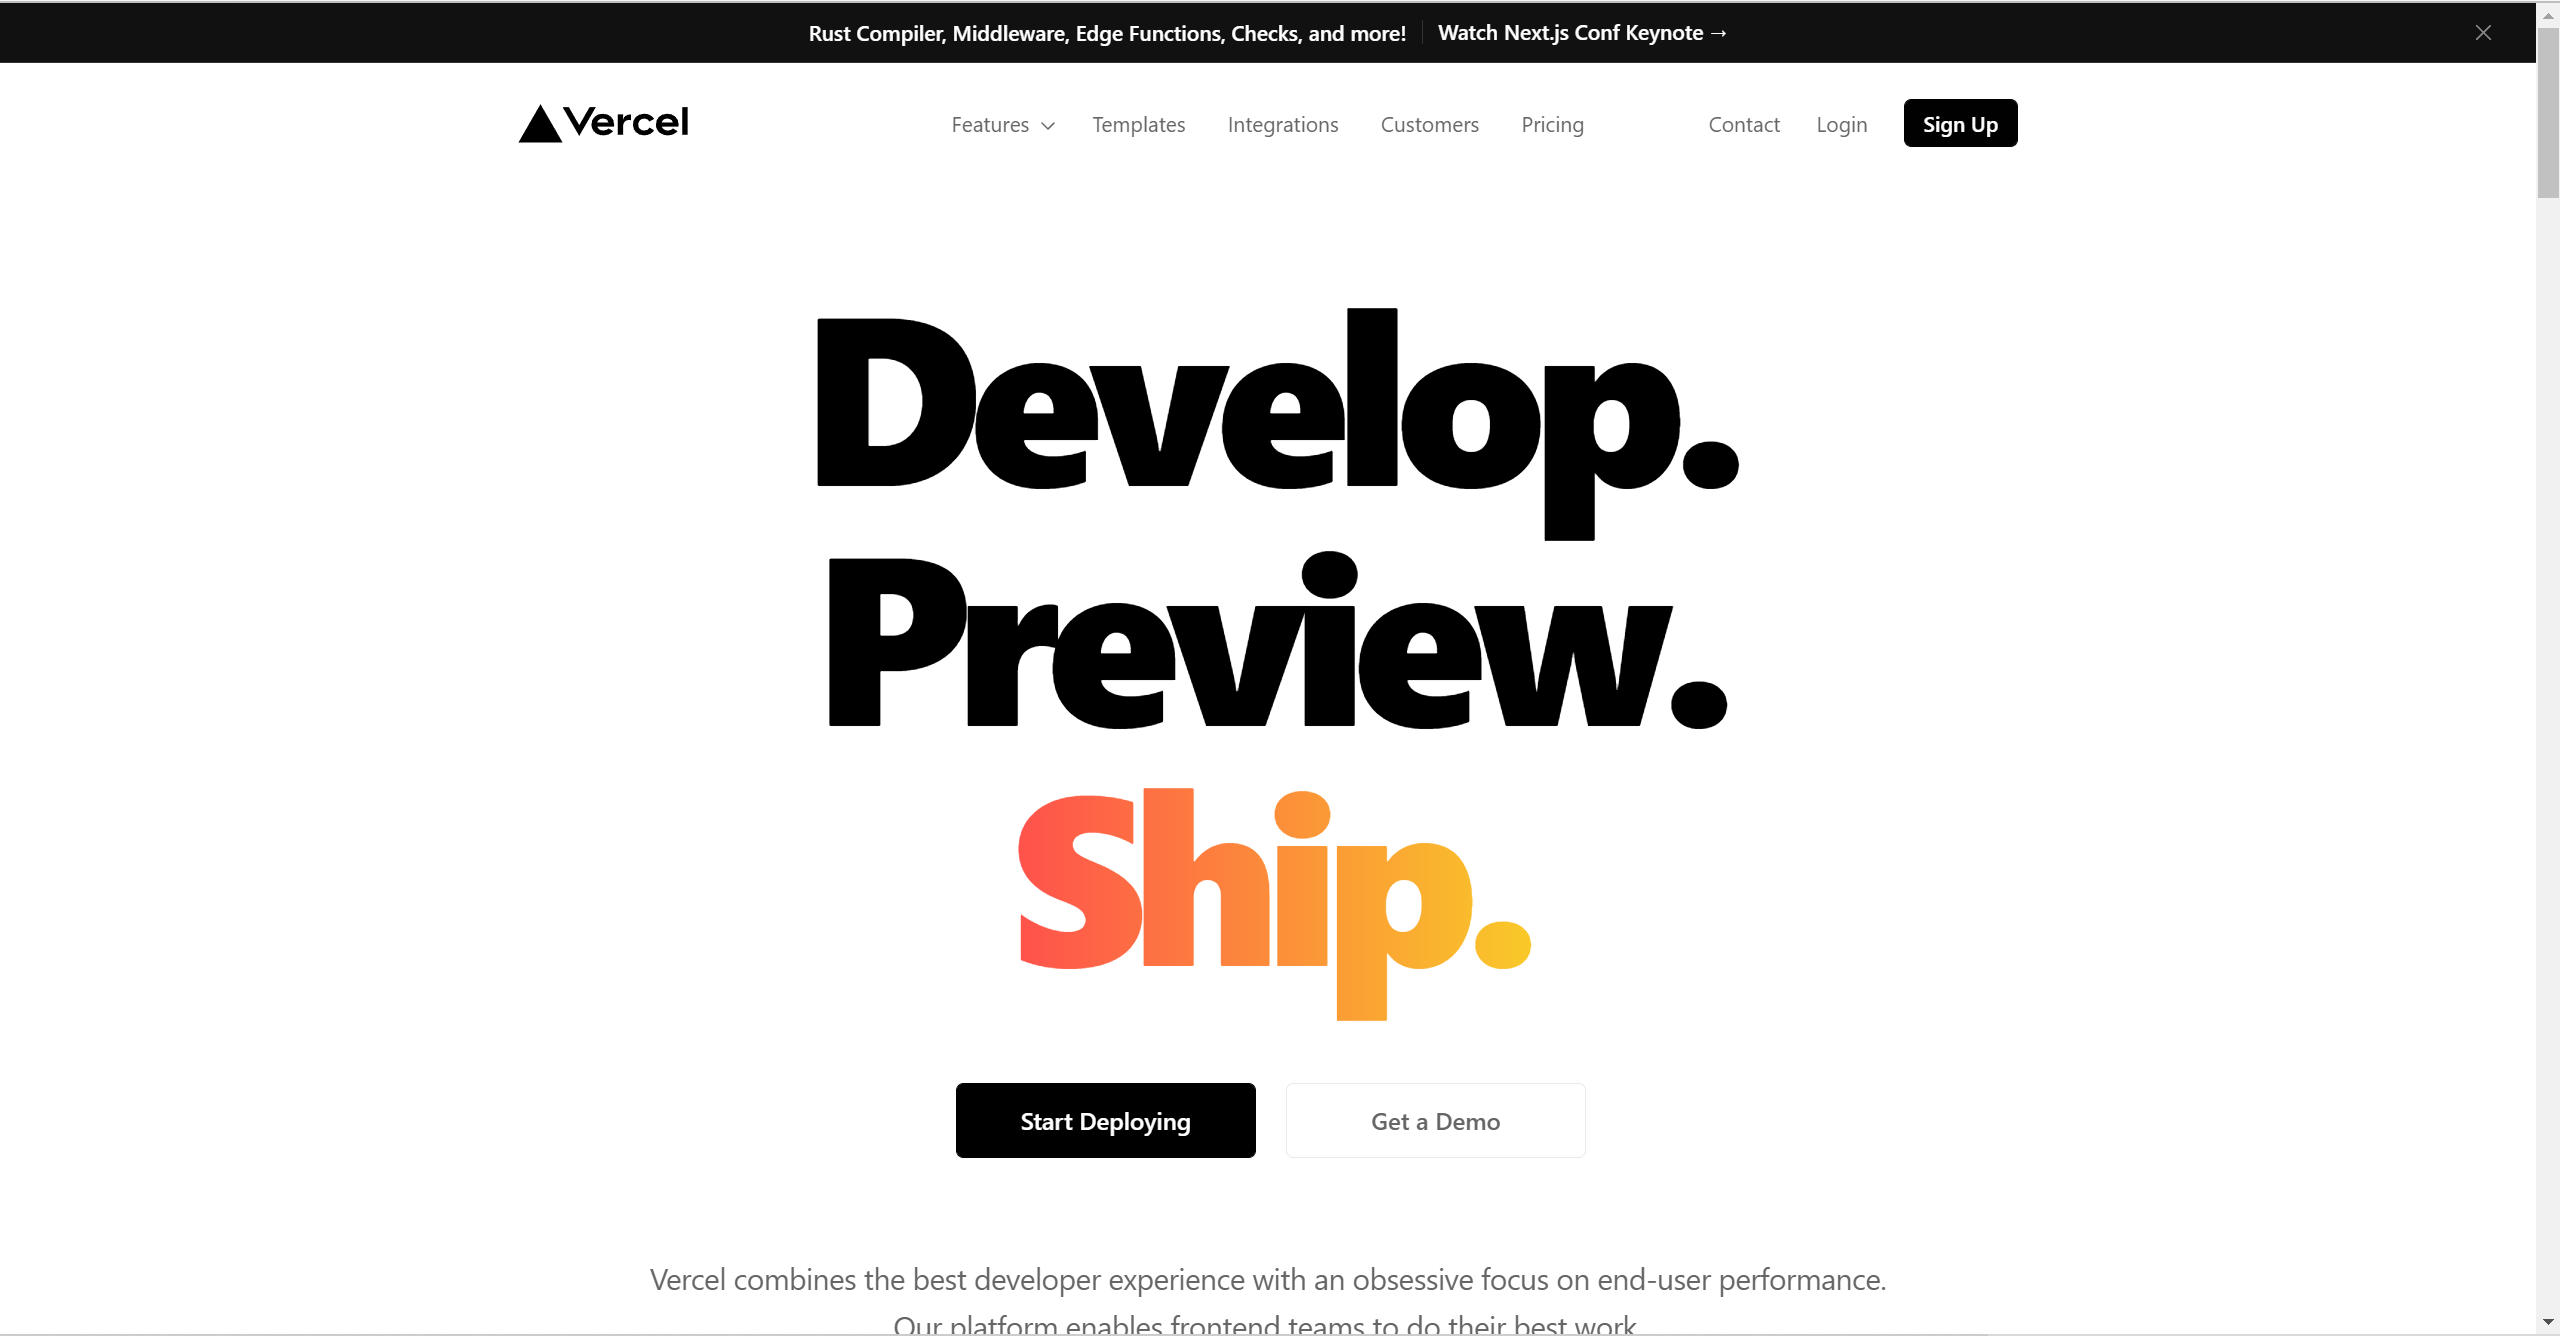 Rust Compiler, Middleware, Edge Functions, Checks, and more! Watch Next.js Conf Keynote →
Vercel Features Templates Integrations Customers Pricing Contact Login Sign Up
Develop.
Preview.
Ship.
Start Deploying Get a Demo
Vercel combines the best developer experience with an obsessive focus on end-user performance.
Our platform enables frontend teams to do their best work